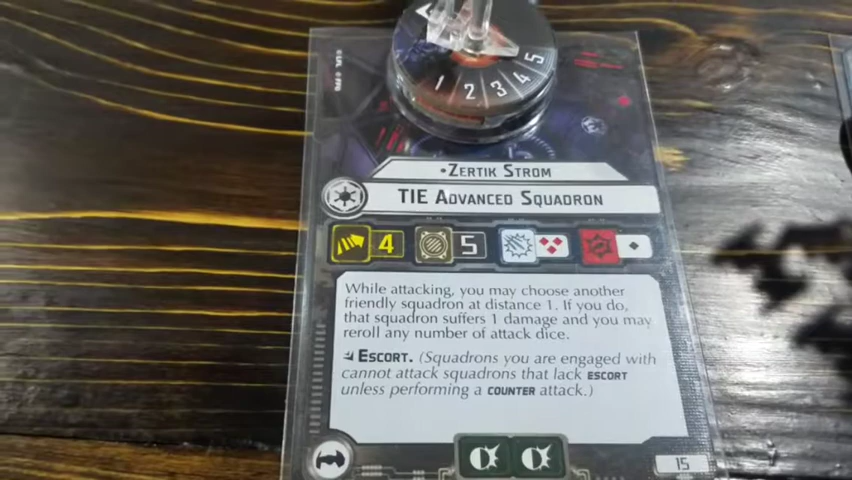 1 2 3 4 5
© LFL © FFG
•Zertik Strom
TIE Advanced Squadron
4 5
While attacking, you may choose another
friendly squadron at distance 1. If you do,
that squadron suffers 1 damage and you may
reroll any number of attack dice.
Escort. (Squadrons you are engaged with
cannot attack squadrons that lack ESCORT
unless performing a COUNTER attack.)
15